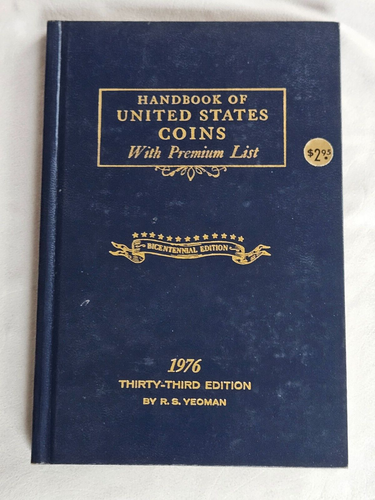 HANDBOOK OF
UNITED STATES
COINS
With Premium List
$2.95
BICENTENNIAL EDITION
1976
THIRTY-THIRD EDITION
BY R. S. YEOMAN